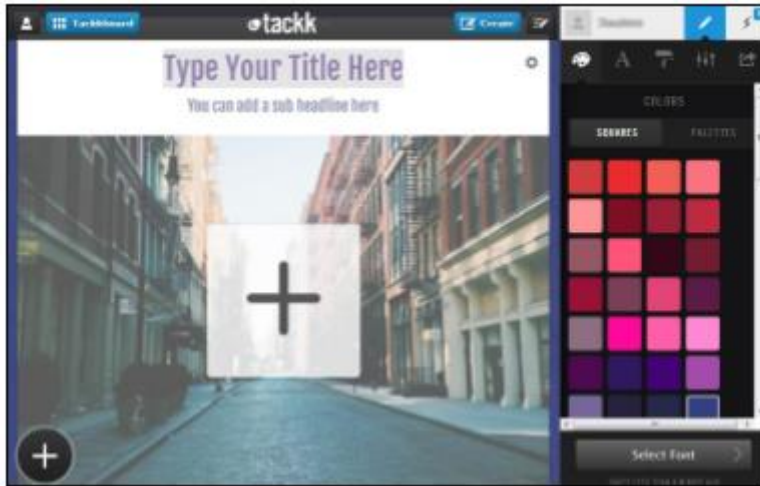 Tackkboard
tackk
Create
Type Your Title Here
You can add a sub headline here
A
COLORS
SQUARES PALETTES
Select Font